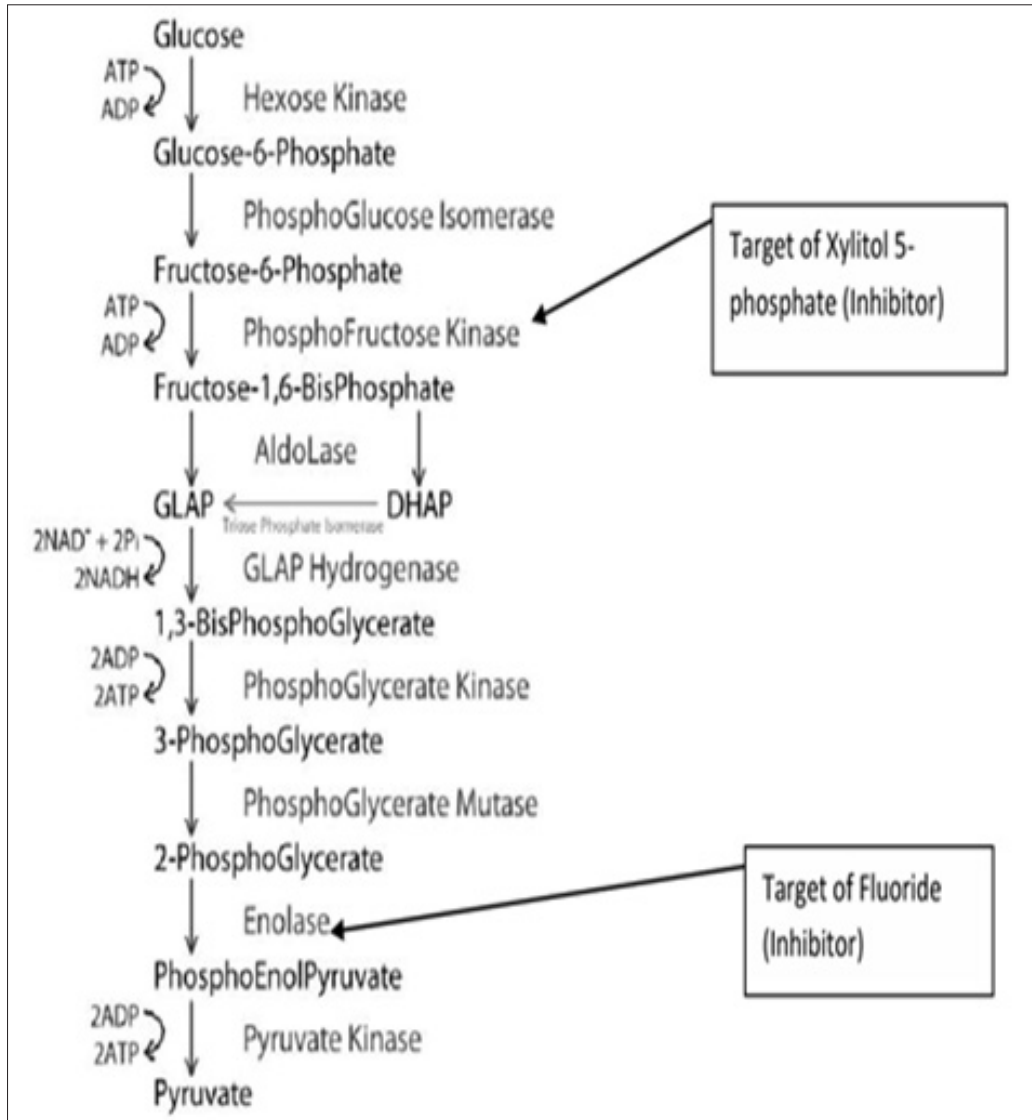 Glucose
ATP
ADP
Hexose Kinase
Glucose-6-Phosphate
PhosphoGlucose Isomerase
Target of Xylitol 5-
phosphate (Inhibitor)
Fructose-6-Phosphate
ATP
ADP
PhosphoFructose Kinase
Fructose-1,6-BisPhosphate
AldoLase
GLAP
DHAP
Triose Phosphate Isomerase
2NAD⁺ + 2Pi
2NADH
GLAP Hydrogenase
1,3-BisPhosphoGlycerate
2ADP
2ATP
PhosphoGlycerate Kinase
3-PhosphoGlycerate
PhosphoGlycerate Mutase
2-PhosphoGlycerate
Enolase
Target of Fluoride
(Inhibitor)
PhosphoEnolPyruvate
2ADP
2ATP
Pyruvate Kinase
Pyruvate